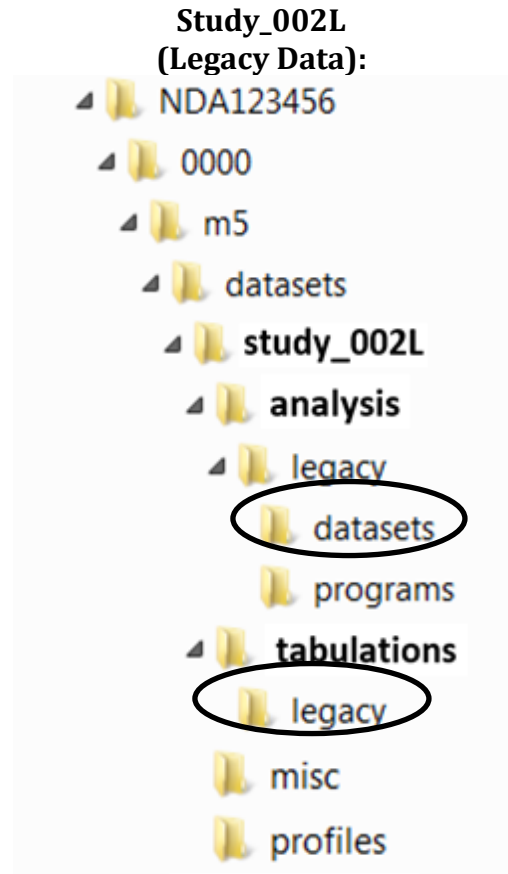 Study_002L
(Legacy Data):
NDA123456
0000
m5
datasets
study_002L
analysis
legacy
datasets
programs
tabulations
legacy
misc
profiles